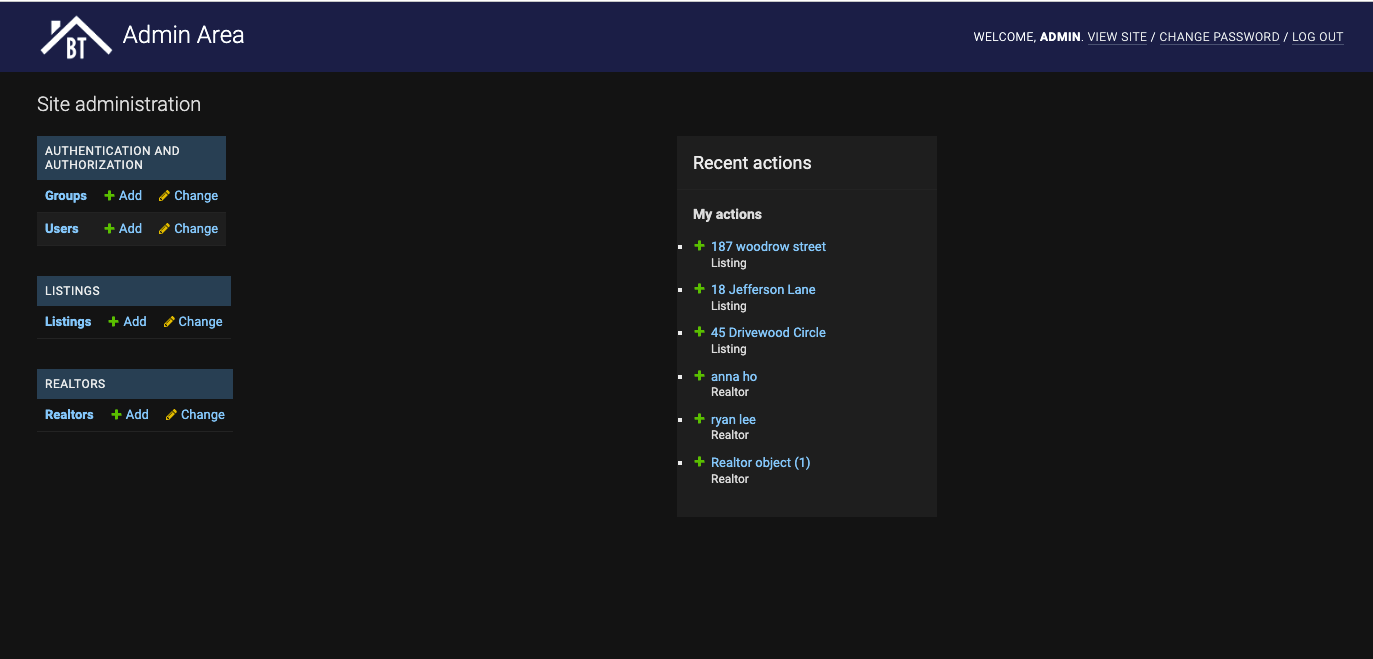 BT
Admin Area
WELCOME, ADMIN. VIEW SITE / CHANGE PASSWORD / LOG OUT
Site administration
AUTHENTICATION AND
AUTHORIZATION
Groups Add Change
Users Add Change
LISTINGS
Listings Add Change
REALTORS
Realtors Add Change
Recent actions
My actions
187 woodrow street
Listing
18 Jefferson Lane
Listing
45 Drivewood Circle
Listing
anna ho
Realtor
ryan lee
Realtor
Realtor object (1)
Realtor